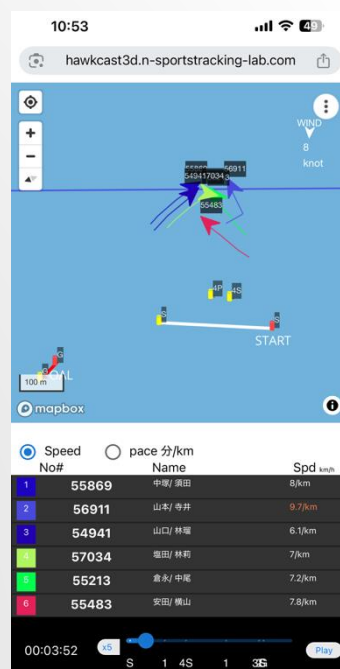 10:53
49
hawkcast3d.n-sportstracking-lab.com
WIND
8
knot
56911
55483
4P
4S
S
S
START
G
100 m
mapbox
Speed
pace 分/km
No#
Name
Spd km/h
1 55869 中塚/ 須田 8/km
2 56911 山本/ 寺井 9.7/km
3 54941 山口/ 林瑠 6.1/km
4 57034 塩田/ 林莉 7/km
5 55213 倉永/ 中尾 7.2/km
6 55483 安田/ 横山 7.8/km
00:03:52
x5
S 1 4S 1
Play